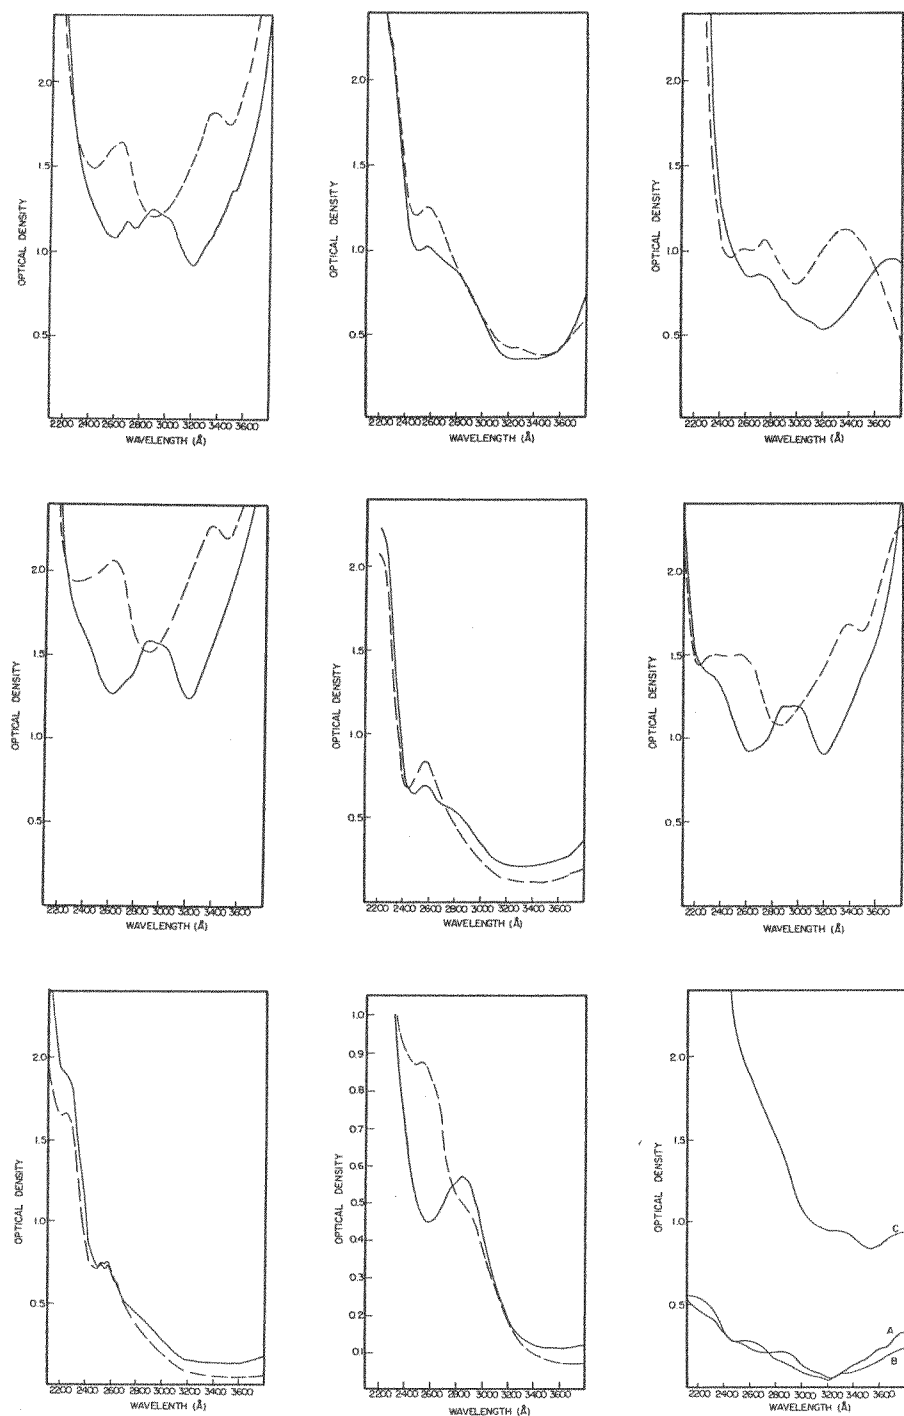 2.0
1.5
1.0
0.5
OPTICAL DENSITY
2200 2400 2600 2800 3000 3200 3400 3600
WAVELENGTH (Å)
2.0
1.5
1.0
0.5
OPTICAL DENSITY
2200 2400 2600 2800 3000 3200 3400 3600
WAVELENGTH (Å)
2.0
1.5
1.0
0.5
OPTICAL DENSITY
2200 2400 2600 2800 3000 3200 3400 3600
WAVELENGTH (Å)
2.0
1.5
1.0
0.5
OPTICAL DENSITY
2200 2400 2600 2800 3000 3200 3400 3600
WAVELENGTH (Å)
2.0
1.5
1.0
0.5
OPTICAL DENSITY
2200 2400 2600 2800 3000 3200 3400 3600
WAVELENGTH (Å)
2.0
1.5
1.0
0.5
OPTICAL DENSITY
2200 2400 2600 2800 3000 3200 3400 3600
WAVELENGTH (Å)
2.0
1.5
1.0
0.5
OPTICAL DENSITY
2200 2400 2600 2800 3000 3200 3400 3600
WAVELENTH (Å)
1.0
0.9
0.8
0.7
0.6
0.5
0.4
0.3
0.2
0.1
OPTICAL DENSITY
2200 2400 2600 2800 3000 3200 3400 3600
WAVELENGTH (Å)
2.0
1.5
1.0
0.5
OPTICAL DENSITY
C
A
B
2200 2400 2600 2800 3000 3200 3400 3600
WAVELENGTH (Å)